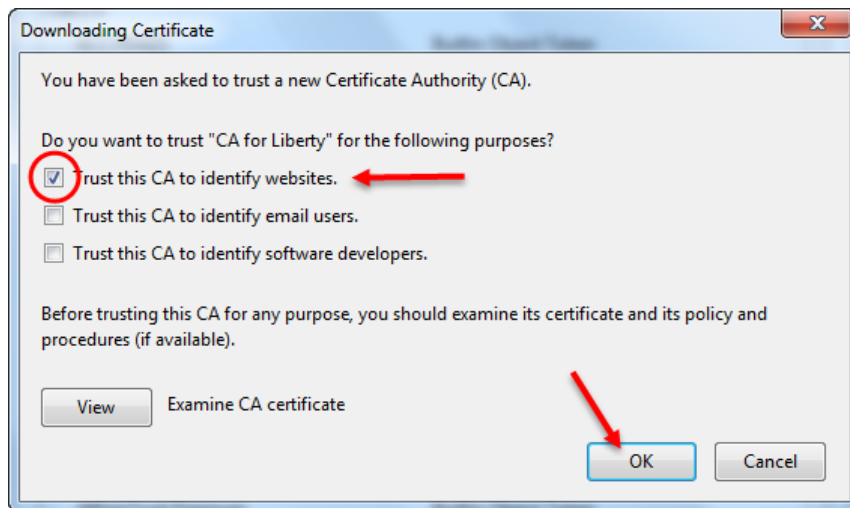 Downloading Certificate
You have been asked to trust a new Certificate Authority (CA).
Do you want to trust "CA for Liberty" for the following purposes?
Trust this CA to identify websites.
Trust this CA to identify email users.
Trust this CA to identify software developers.
Before trusting this CA for any purpose, you should examine its certificate and its policy and
procedures (if available).
View Examine CA certificate
OK Cancel